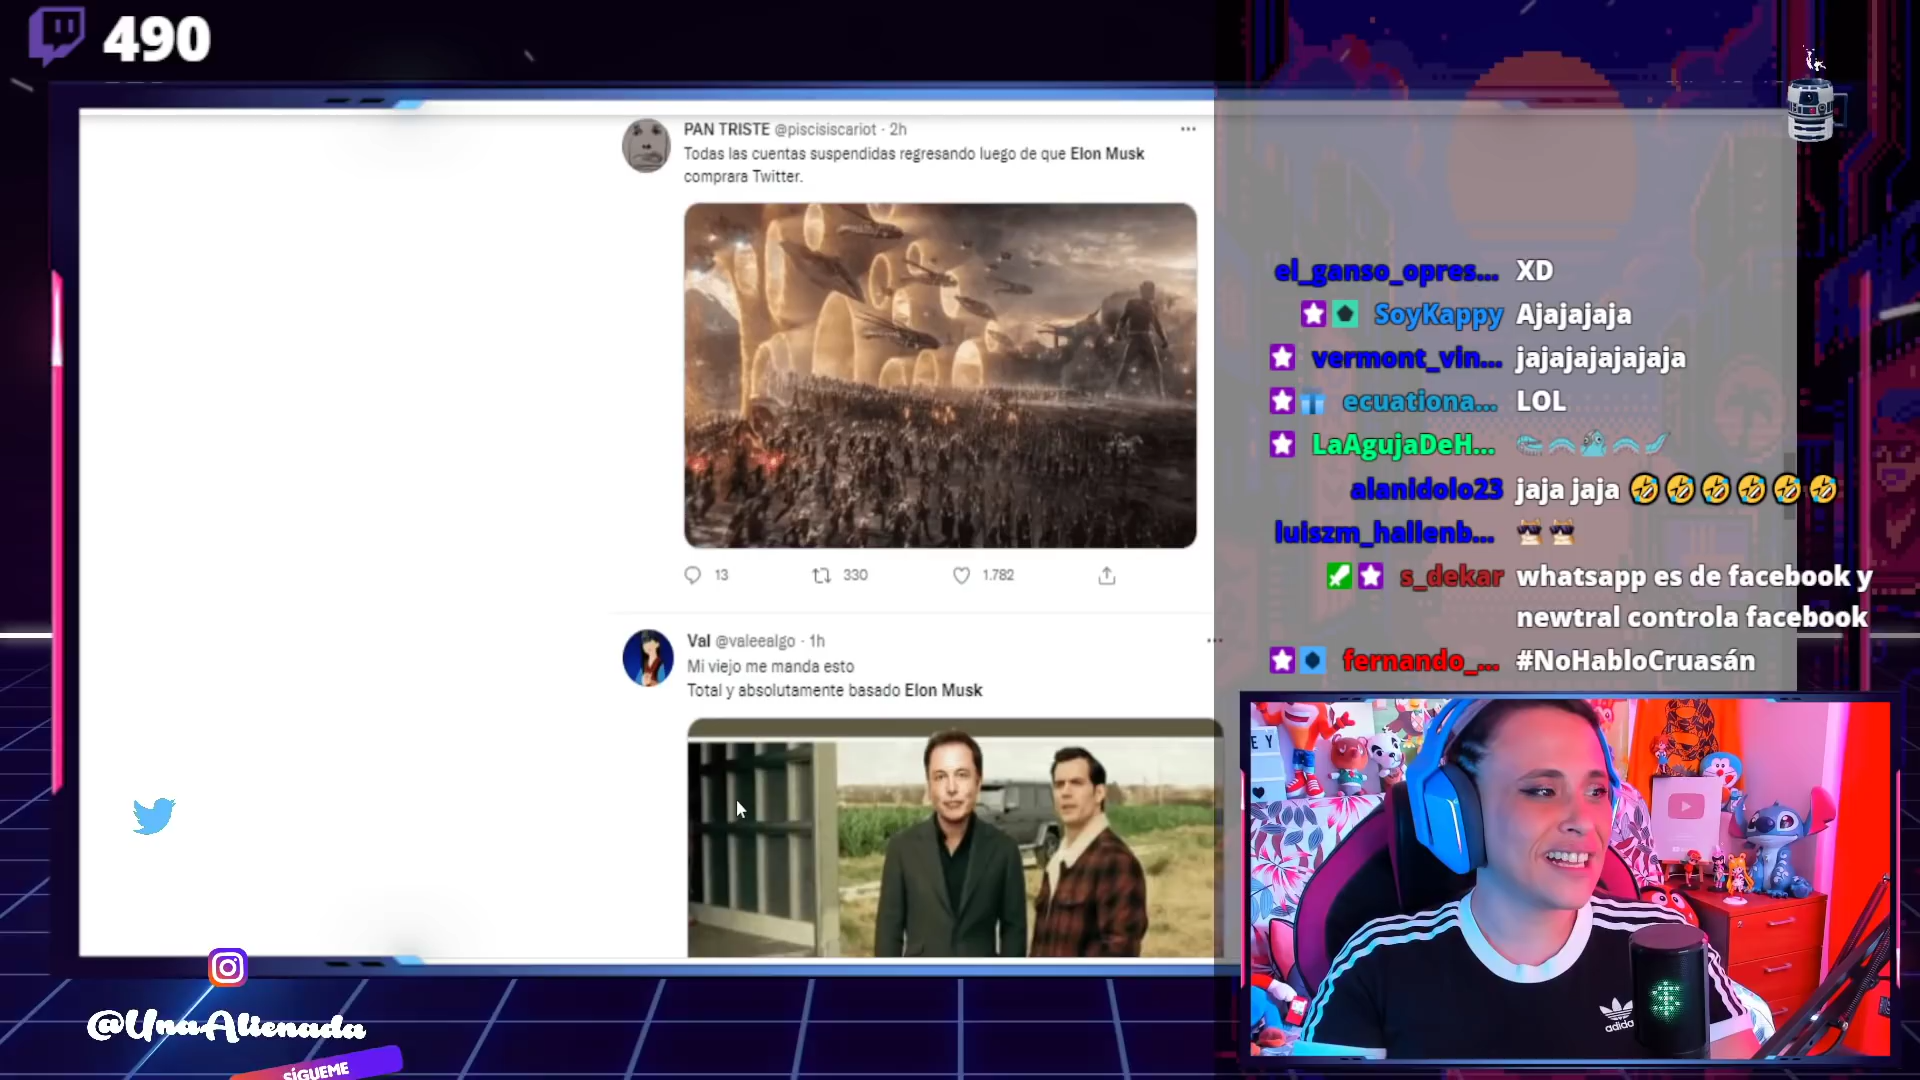 490
PAN TRISTE @piscisiscariot · 2h
Todas las cuentas suspendidas regresando luego de que Elon Musk
comprara Twitter.
13 330 1.782
Val @valeealgo · 1h
Mi viejo me manda esto
Total y absolutamente basado Elon Musk
el_ganso_opres... XD
SoyKappy Ajajajaja
vermont_vin... jajajajajajaja
ecuationa... LOL
LaAgujaDeH...
alanidolo23 jaja jaja 🤣🤣🤣🤣🤣🤣
luiszm_hallenb...
s_dekar whatsapp es de facebook y
newtral controla facebook
fernando_... #NoHabloCruasán
E Y
adidas
@UnaAlienada
SÍGUEME